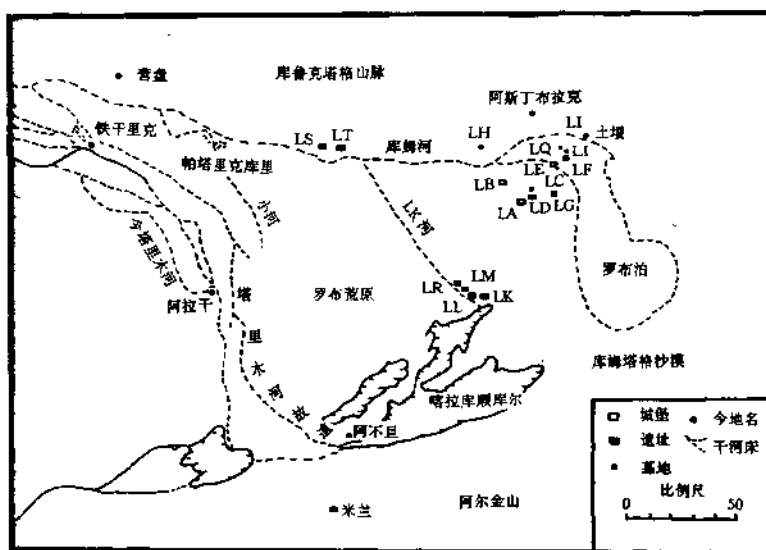 营盘
库鲁克塔格山脉
阿斯丁布拉克
铁干里克
LS
LT
库姆河
LH
LI
土垠
帕塔里克库里
LQ
LI
LE
LF
LB
LC
小河
LA
LD
LG
LK河
今塔里木河
罗布泊
阿拉干
塔里木河故道
罗布荒原
LR
LM
LL
LK
库姆塔格沙漠
喀拉库顺库尔
阿不旦
米兰
阿尔金山
城堡
今地名
遗址
干河床
墓地
比例尺
0
50